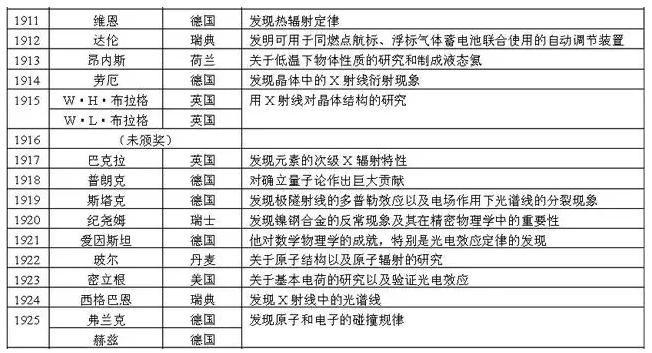 1911 维恩 德国 发现热辐射定律
1912 达伦 瑞典 发明可用于同燃点航标、浮标气体蓄电池联合使用的自动调节装置
1913 昂内斯 荷兰 关于低温下物体性质的研究和制成液态氦
1914 劳厄 德国 发现晶体中的X射线衍射现象
1915 W·H·布拉格 英国 用X射线对晶体结构的研究
W·L·布拉格 英国
1916 （未颁奖）
1917 巴克拉 英国 发现元素的次级X辐射特性
1918 普朗克 德国 对确立量子论作出巨大贡献
1919 斯塔克 德国 发现极隧射线的多普勒效应以及电场作用下光谱线的分裂现象
1920 纪尧姆 瑞士 发现镍钢合金的反常现象及其在精密物理学中的重要性
1921 爱因斯坦 德国 他对数学物理学的成就，特别是光电效应定律的发现
1922 玻尔 丹麦 关于原子结构以及原子辐射的研究
1923 密立根 美国 关于基本电荷的研究以及验证光电效应
1924 西格巴恩 瑞典 发现X射线中的光谱线
1925 弗兰克 德国 发现原子和电子的碰撞规律
赫兹 德国